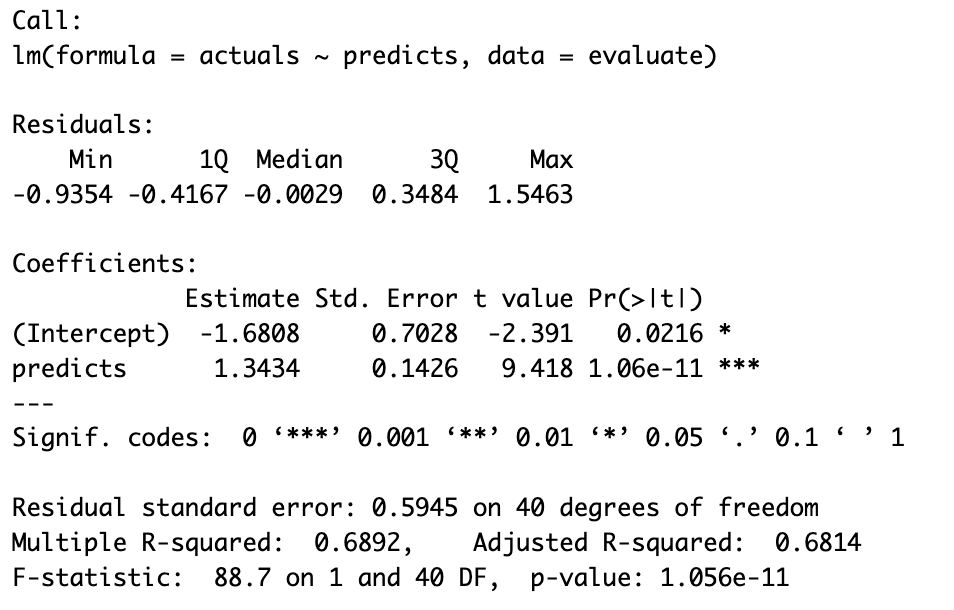 Call:
lm(formula = actuals ~ predicts, data = evaluate)
Residuals:
Min 1Q Median 3Q Max
-0.9354 -0.4167 -0.0029 0.3484 1.5463
Coefficients:
Estimate Std. Error t value Pr(>|t|)
(Intercept) -1.6808 0.7028 -2.391 0.0216 *
predicts 1.3434 0.1426 9.418 1.06e-11 ***
---
Signif. codes: 0 ‘***’ 0.001 ‘**’ 0.01 ‘*’ 0.05 ‘.’ 0.1 ‘ ’ 1
Residual standard error: 0.5945 on 40 degrees of freedom
Multiple R-squared: 0.6892, Adjusted R-squared: 0.6814
F-statistic: 88.7 on 1 and 40 DF, p-value: 1.056e-11